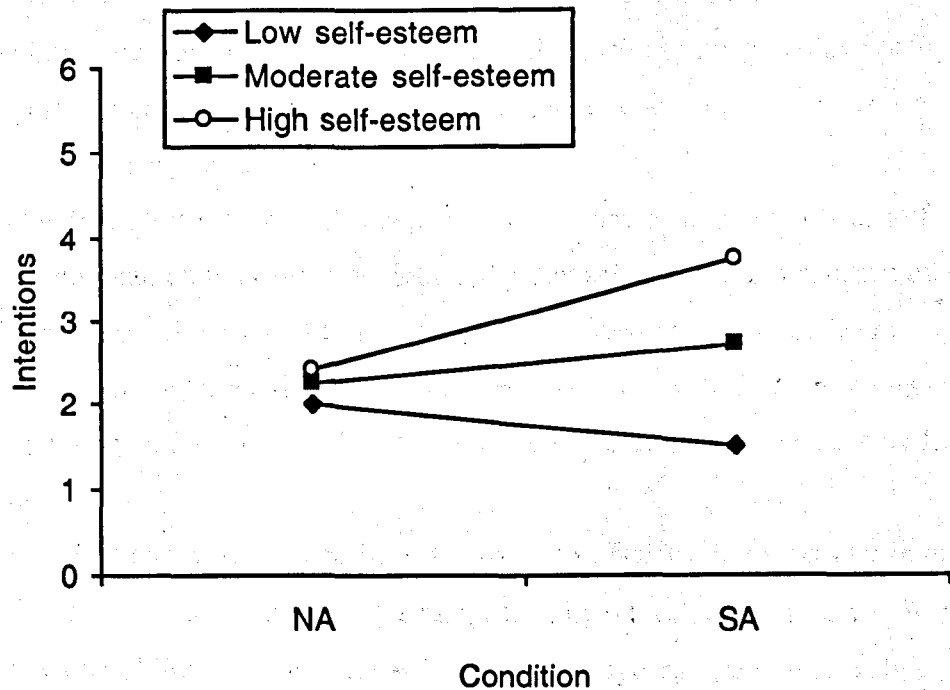 Low self-esteem
Moderate self-esteem
High self-esteem
6
5
4
3
2
1
0
Intentions
NA SA
Condition